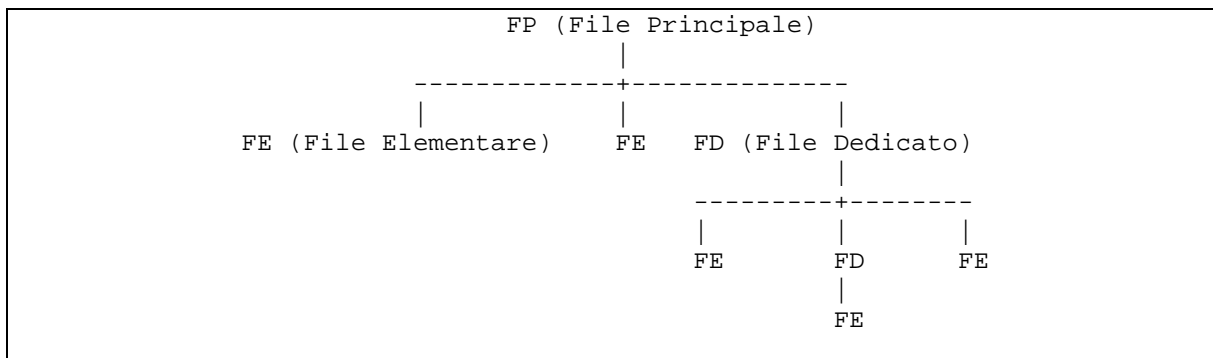 FP (File Principale)
|
-------------+--------------
| | |
FE (File Elementare) FE FD (File Dedicato)
|
---------+--------
| | |
FE FD FE
|
FE